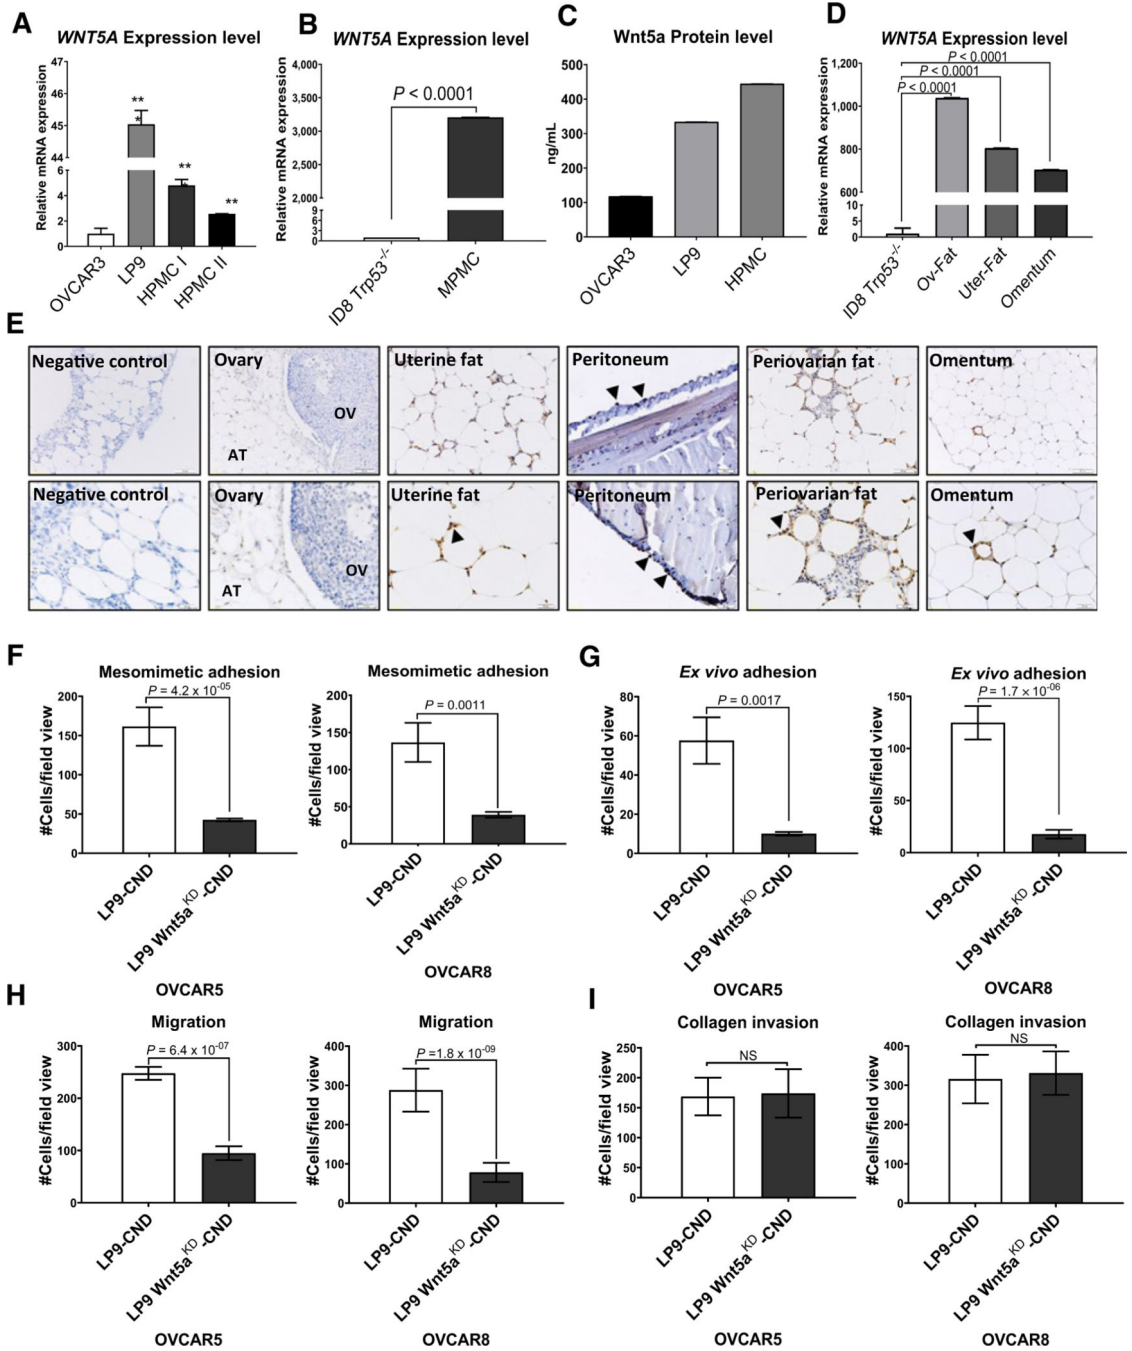 A
WNT5A Expression level
Relative mRNA expression
47
46
45
44
6
4
2
0
**
*
**
**
OVCAR3
LP9
HPMC I
HPMC II
B
WNT5A Expression level
Relative mRNA expression
4,000
3,500
3,000
2,500
2,000
9
6
3
0
P < 0.0001
ID8 Trp53-/-
MPMC
C
Wnt5a Protein level
ng/mL
500
400
300
200
100
0
OVCAR3
LP9
HPMC
D
WNT5A Expression level
Relative mRNA expression
1,200
1,000
800
600
10
5
0
P < 0.0001
P < 0.0001
P < 0.0001
ID8 Trp53-/-
Ov-Fat
Uter-Fat
Omentum
E
Negative control
Ovary
OV
AT
Uterine fat
Peritoneum
Periovarian fat
Omentum
Negative control
Ovary
OV
AT
Uterine fat
Peritoneum
Periovarian fat
Omentum
F
Mesomimetic adhesion
#Cells/field view
200
150
100
50
0
P = 4.2 x 10-05
LP9-CND
LP9 Wnt5aKD-CND
OVCAR5
Mesomimetic adhesion
#Cells/field view
200
150
100
50
0
P = 0.0011
LP9-CND
LP9 Wnt5aKD-CND
OVCAR8
G
Ex vivo adhesion
#Cells/field view
80
60
40
20
0
P = 0.0017
LP9-CND
LP9 Wnt5aKD-CND
OVCAR5
Ex vivo adhesion
#Cells/field view
150
100
50
0
P = 1.7 × 10-06
LP9-CND
LP9 Wnt5aKD-CND
OVCAR8
H
Migration
#Cells/field view
300
200
100
0
P = 6.4 x 10-07
LP9-CND
LP9 Wnt5aKD-CND
OVCAR5
Migration
#Cells/field view
400
300
200
100
0
P =1.8 x 10-09
LP9-CND
LP9 Wnt5aKD-CND
OVCAR8
I
Collagen invasion
#Cells/field view
250
200
150
100
50
0
NS
LP9-CND
LP9 Wnt5aKD-CND
OVCAR5
Collagen invasion
#Cells/field view
400
300
200
100
0
NS
LP9-CND
LP9 Wnt5aKD-CND
OVCAR8